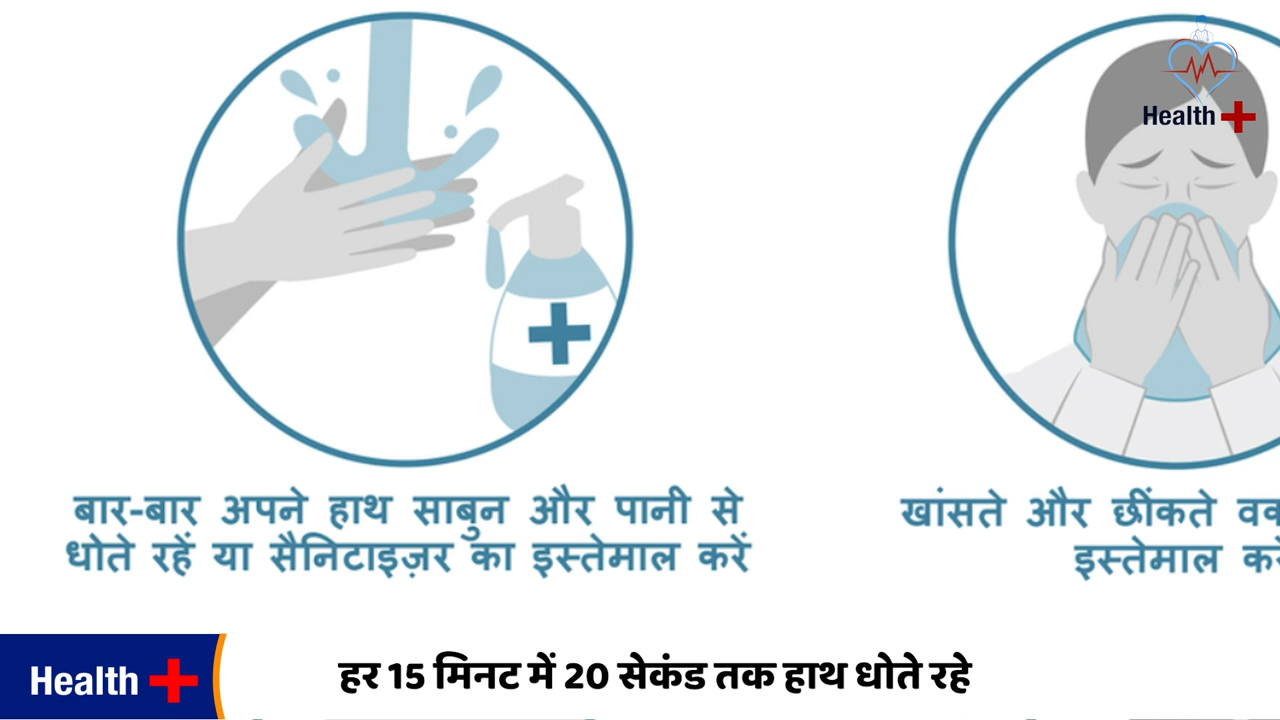 Health
बार-बार अपने हाथ साबुन और पानी से
धोते रहें या सैनिटाइज़र का इस्तेमाल करें
खांसते और छींकते
इस्तेमाल
Health
हर 15 मिनट में 20 सेकंड तक हाथ धोते रहे